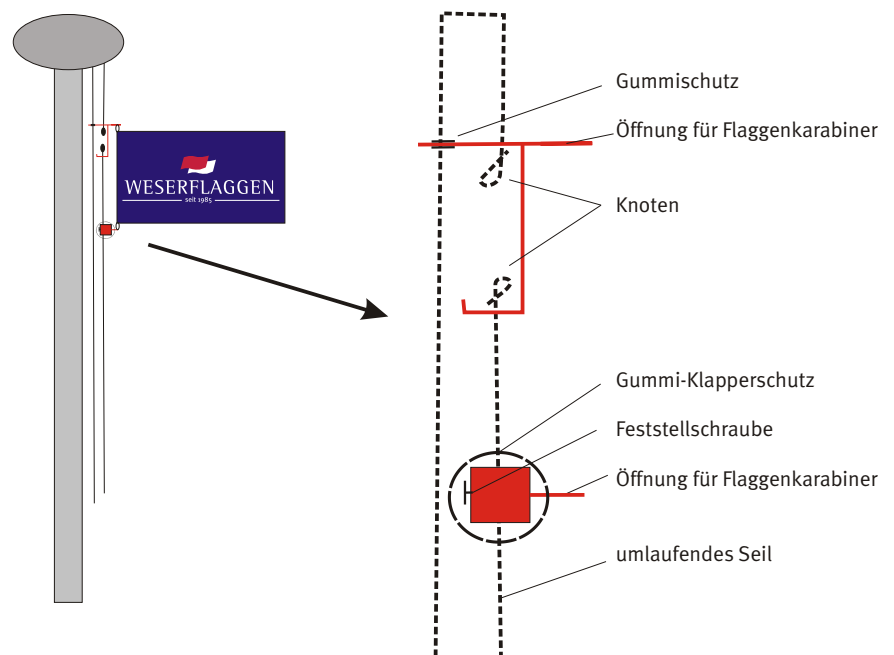 WESERFLAGGEN
seit 1985
Gummischutz
Öffnung für Flaggenkarabiner
Knoten
Gummi-Klapperschutz
Feststellschraube
Öffnung für Flaggenkarabiner
umlaufendes Seil